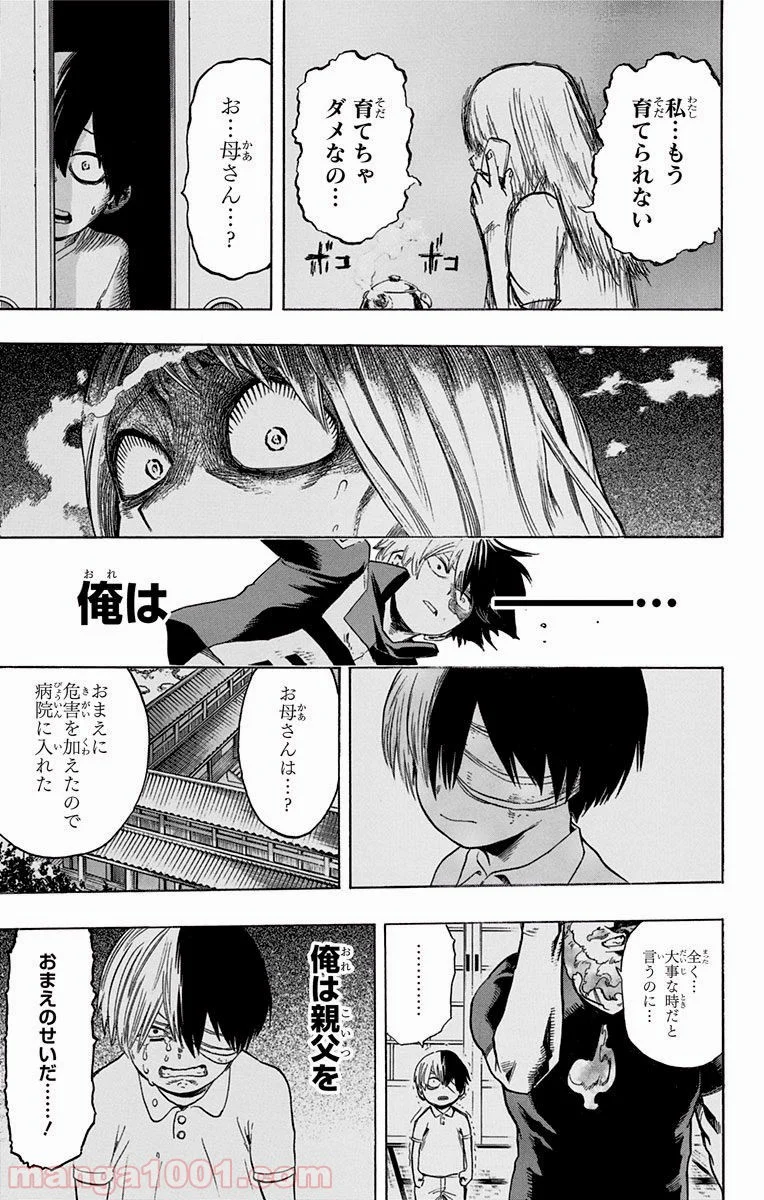 私…もう
育てられない
育てちゃ
ダメなの…
ボコ
ボコ
お…母さん…?
俺は
――――…
お母さんは…?
おまえに
危害を加えたので
病院に入れた
全く…
大事な時だと
言うのに…
………
………
俺は親父を
おまえのせいだ……!
manga1001.com